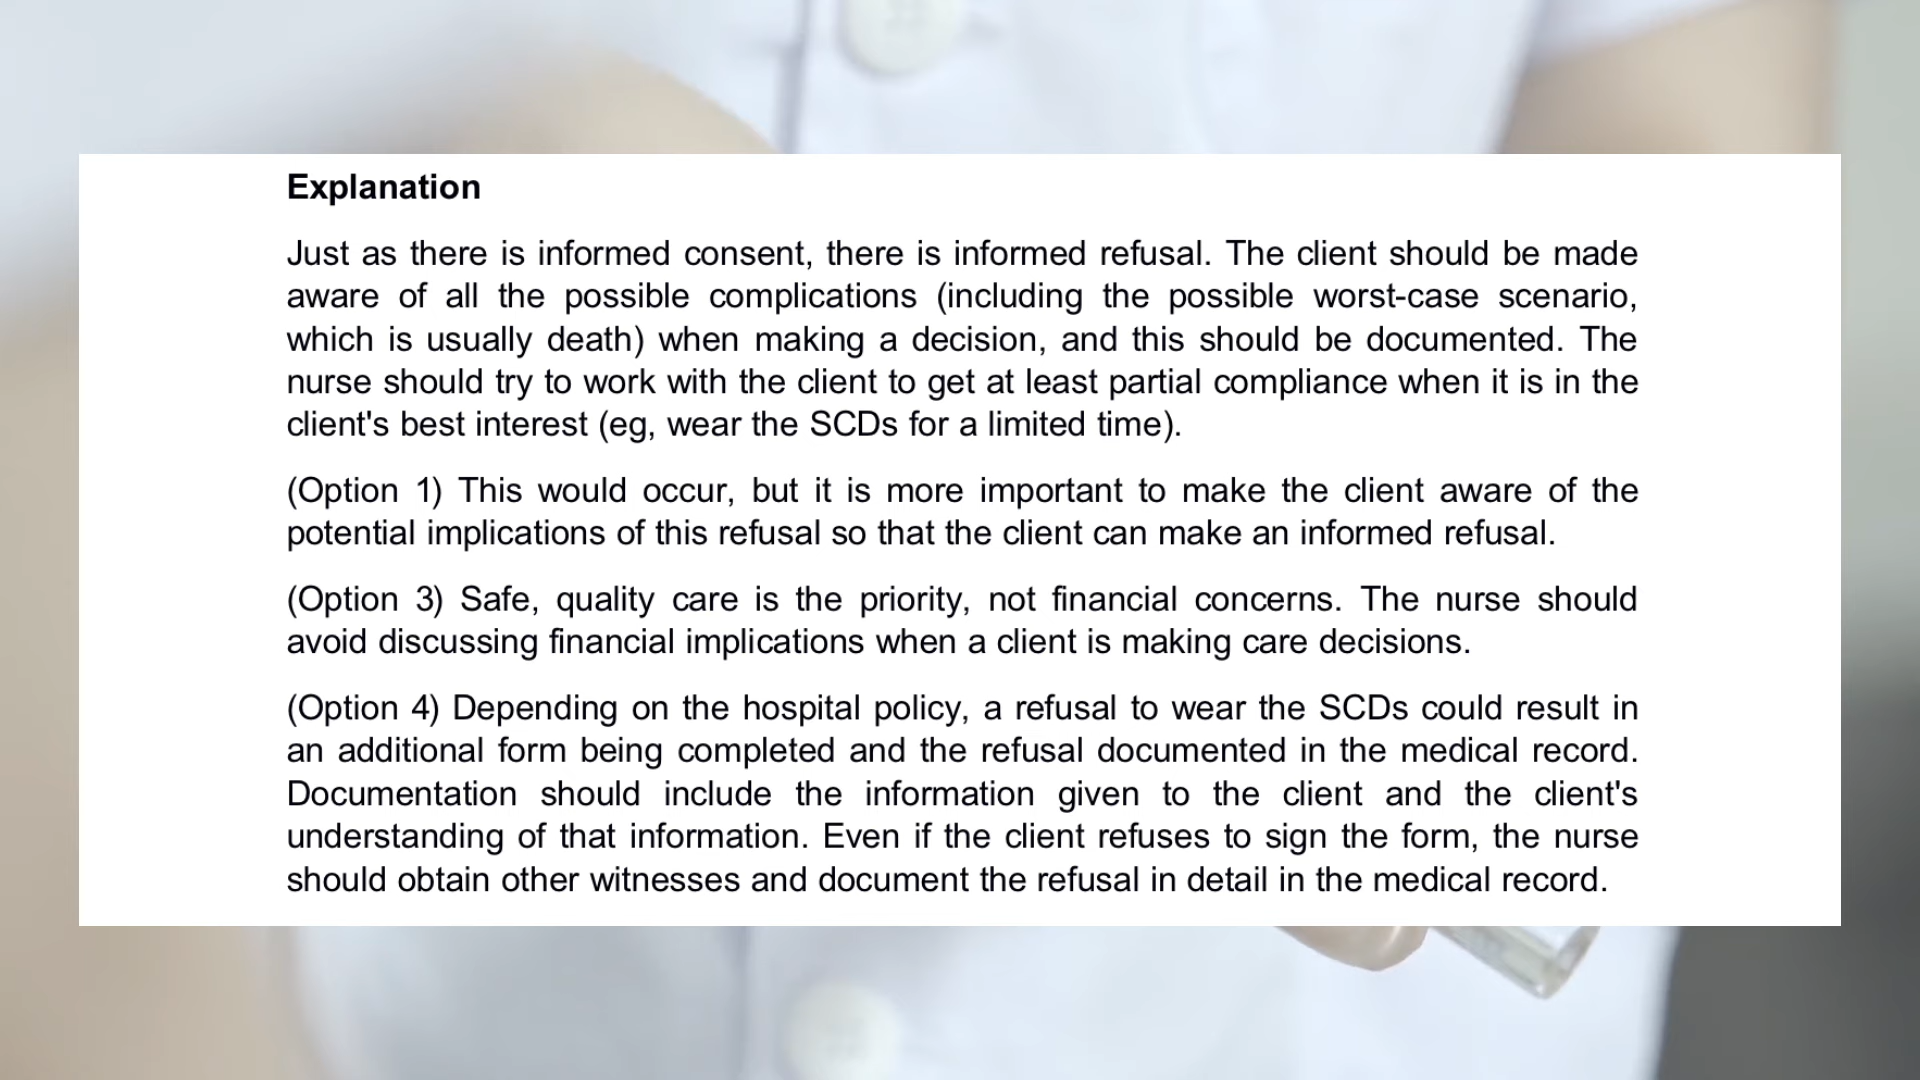 Explanation
Just as there is informed consent, there is informed refusal. The client should be made
aware of all the possible complications (including the possible worst-case scenario,
which is usually death) when making a decision, and this should be documented. The
nurse should try to work with the client to get at least partial compliance when it is in the
client's best interest (eg, wear the SCDs for a limited time).
(Option 1) This would occur, but it is more important to make the client aware of the
potential implications of this refusal so that the client can make an informed refusal.
(Option 3) Safe, quality care is the priority, not financial concerns. The nurse should
avoid discussing financial implications when a client is making care decisions.
(Option 4) Depending on the hospital policy, a refusal to wear the SCDs could result in
an additional form being completed and the refusal documented in the medical record.
Documentation should include the information given to the client and the client's
understanding of that information. Even if the client refuses to sign the form, the nurse
should obtain other witnesses and document the refusal in detail in the medical record.